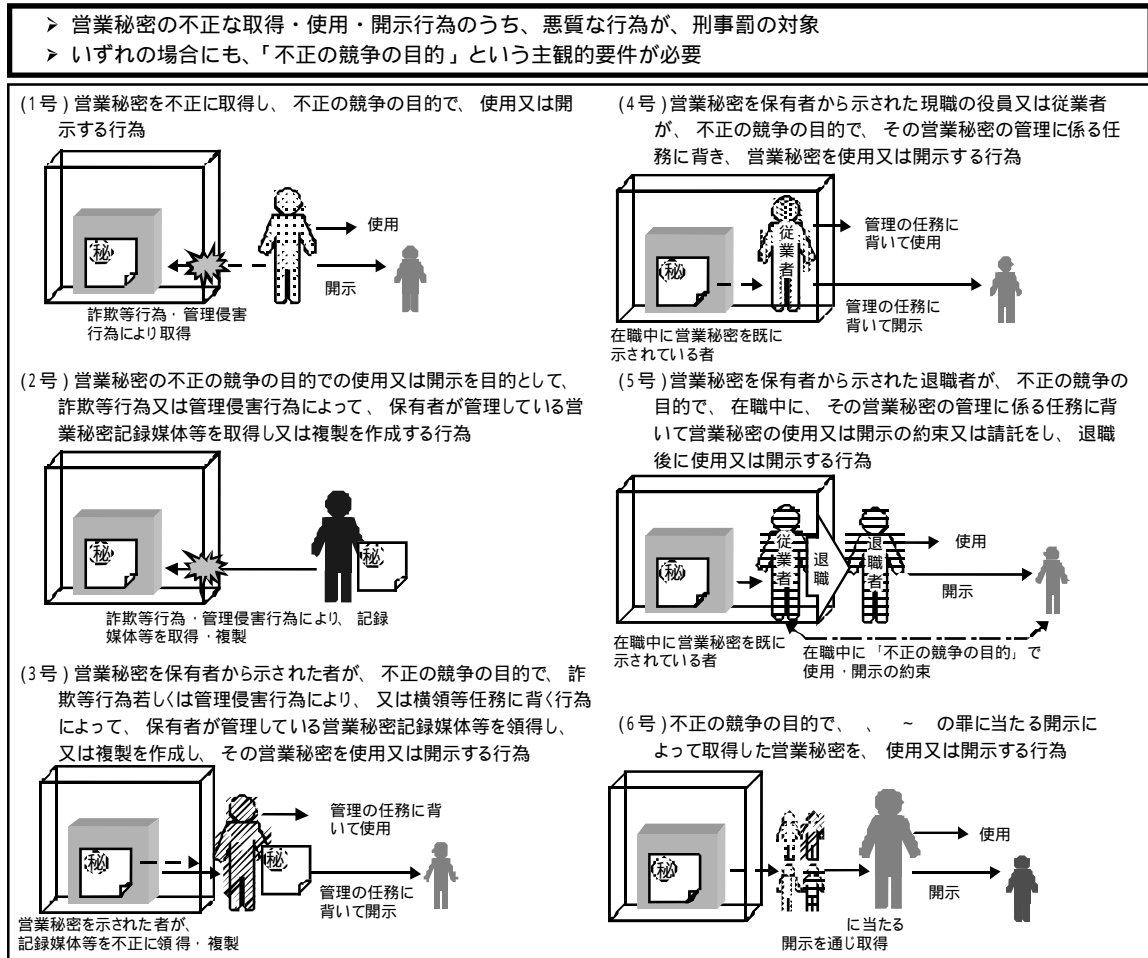 ➢ 営業秘密の不正な取得・使用・開示行為のうち、悪質な行為が、刑事罰の対象
➢ いずれの場合にも、「不正の競争の目的」という主観的要件が必要
(1号)営業秘密を不正に取得し、不正の競争の目的で、使用又は開
示する行為
秘
使用
開示
詐欺等行為・管理侵害
行為により取得
(2号)営業秘密の不正の競争の目的での使用又は開示を目的として、
詐欺等行為又は管理侵害行為によって、保有者が管理している営
業秘密記録媒体等を取得し又は複製を作成する行為
秘
秘
詐欺等行為・管理侵害行為により、記録
媒体等を取得・複製
(3号)営業秘密を保有者から示された者が、不正の競争の目的で、詐
欺等行為若しくは管理侵害行為により、又は横領等任務に背く行為
によって、保有者が管理している営業秘密記録媒体等を領得し、
又は複製を作成し、その営業秘密を使用又は開示する行為
秘
秘
管理の任務に背
いて使用
管理の任務に
背いて開示
営業秘密を示された者が、
記録媒体等を不正に領得・複製
(4号)営業秘密を保有者から示された現職の役員又は従業者
が、不正の競争の目的で、その営業秘密の管理に係る任
務に背き、営業秘密を使用又は開示する行為
秘
従業者
管理の任務に
背いて使用
管理の任務に
背いて開示
在職中に営業秘密を既に
示されている者
(5号)営業秘密を保有者から示された退職者が、不正の競争の
目的で、在職中に、その営業秘密の管理に係る任務に背
いて営業秘密の使用又は開示の約束又は請託をし、退職
後に使用又は開示する行為
秘
従業者
退職
退職者
使用
開示
在職中に営業秘密を既に
示されている者
在職中に「不正の競争の目的」で
使用・開示の約束
(6号)不正の競争の目的で、 、 ～ の罪に当たる開示に
よって取得した営業秘密を、使用又は開示する行為
秘
使用
開示
に当たる
開示を通じ取得